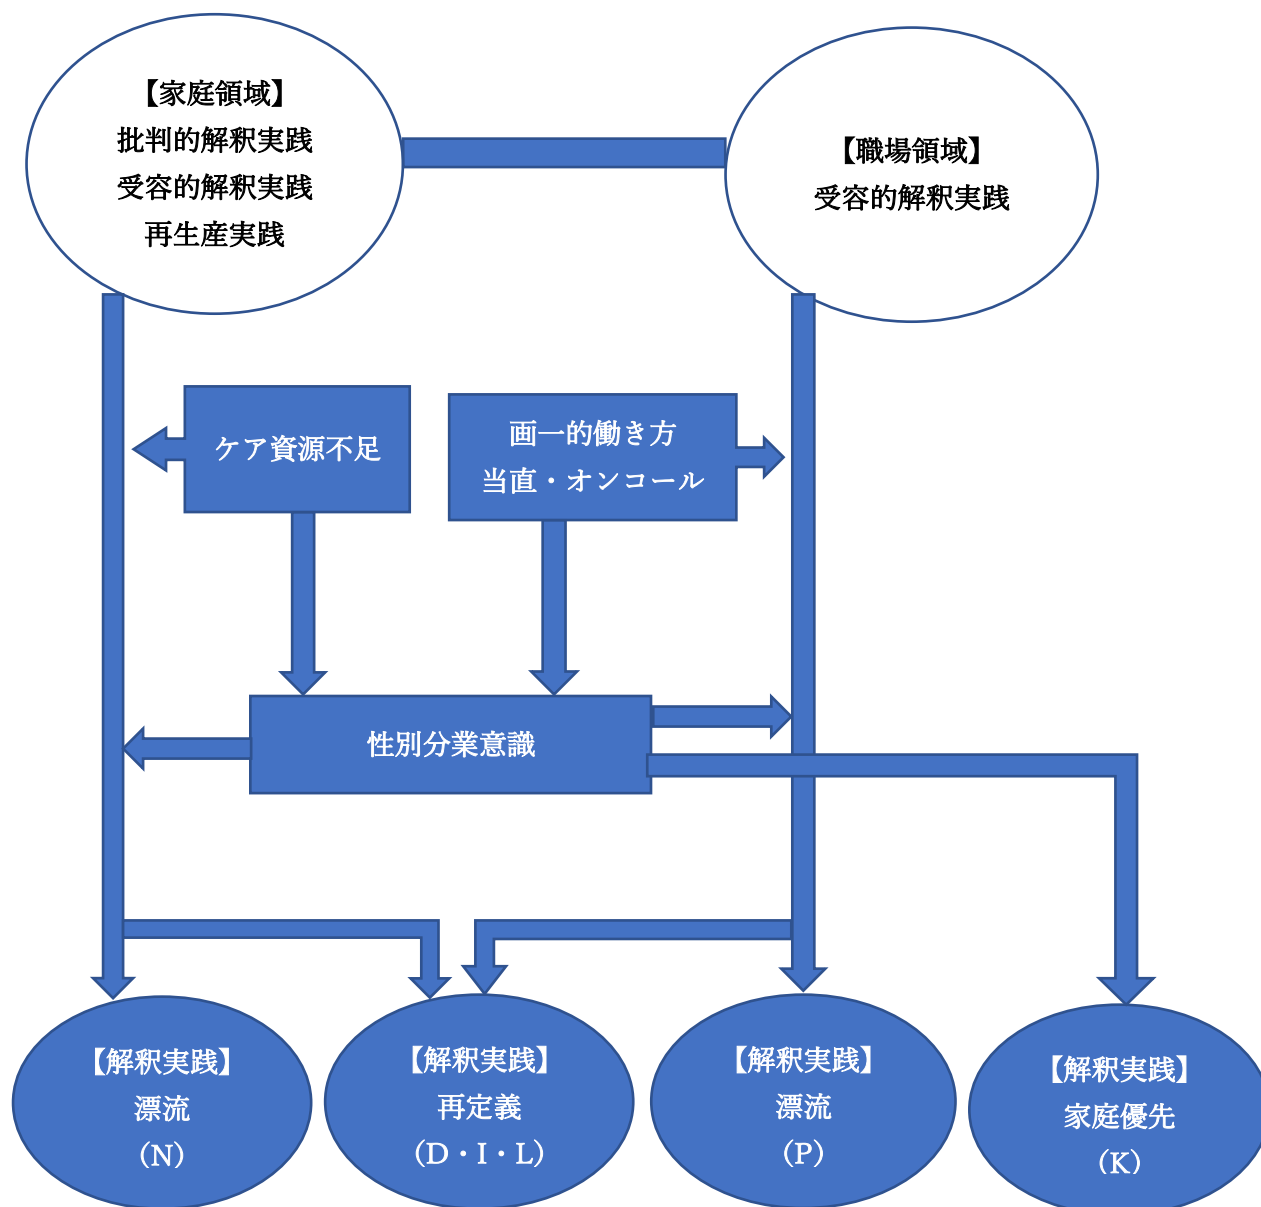 【家庭領域】
批判的解釈実践
受容的解釈実践
再生産実践
【職場領域】
受容的解釈実践
ケア資源不足
画一的働き方
当直・オンコール
性別分業意識
【解釈実践】
漂流
（N）
【解釈実践】
再定義
（D・I・L）
【解釈実践】
漂流
（P）
【解釈実践】
家庭優先
（K）